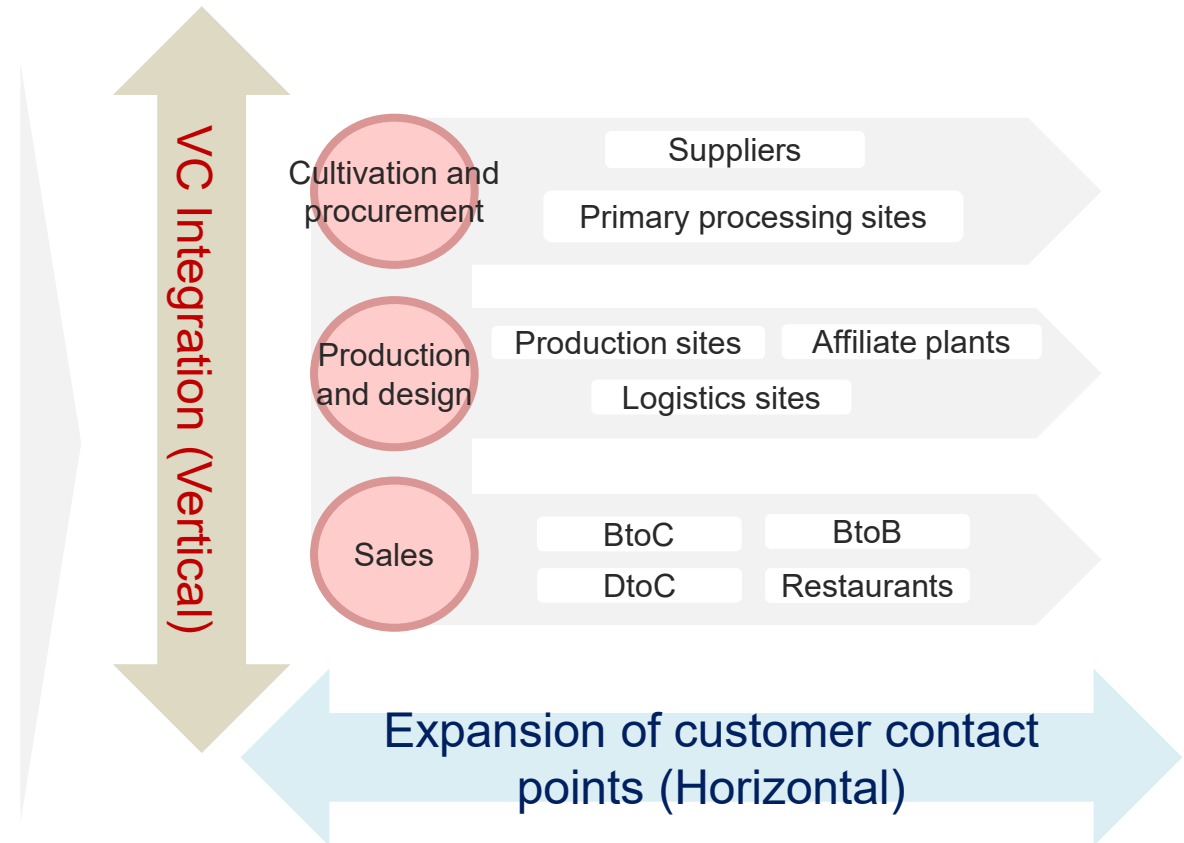 VC Integration (Vertical)
Cultivation and
procurement
Suppliers
Primary processing sites
Production
and design
Production sites
Affiliate plants
Logistics sites
Sales
BtoC
BtoB
DtoC
Restaurants
Expansion of customer contact
points (Horizontal)